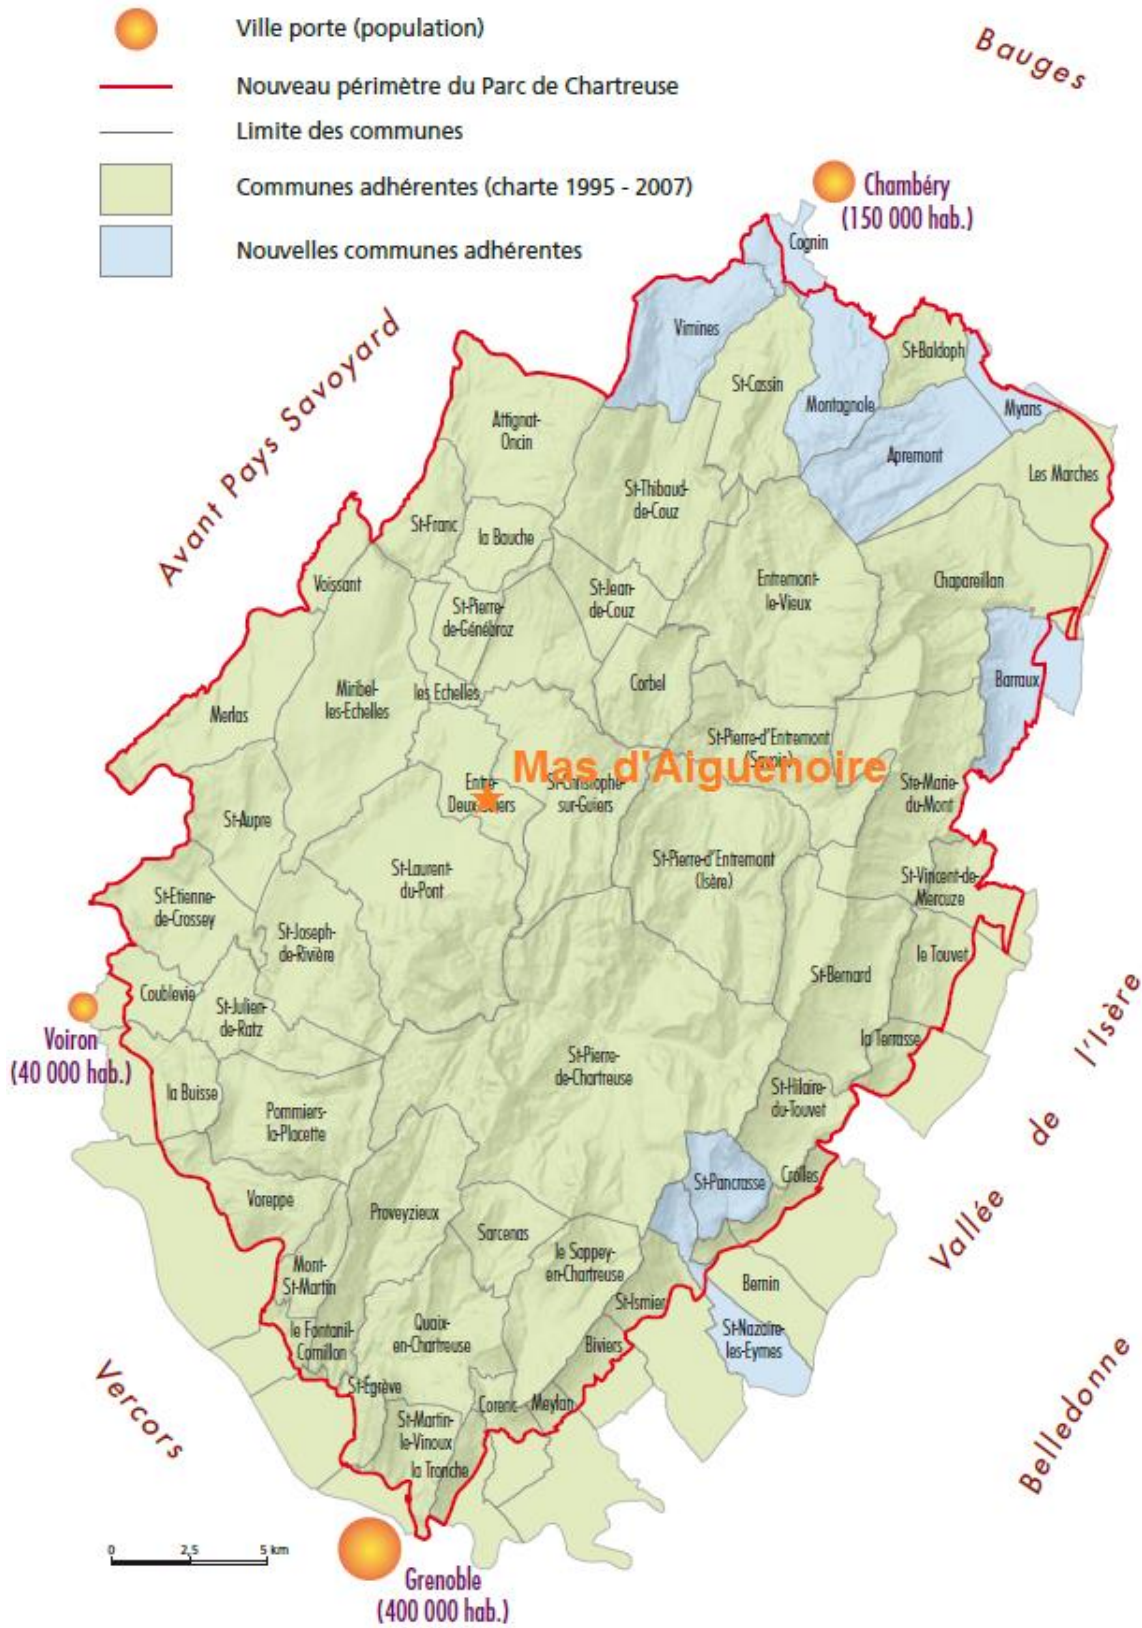 Ville porte (population)
Nouveau périmètre du Parc de Chartreuse
Limite des communes
Communes adhérentes (charte 1995 - 2007)
Nouvelles communes adhérentes
Bauges
Chambéry
(150 000 hab.)
Cognin
Avant Pays Savoyard
Vimines
St-Baldoph
St-Cassin
Montagnole
Myans
Attignat-
Oncin
Apremont
Les Marches
St-Thibaud-
de-Couz
St-Franc
la Bauche
Voissant
Entremont-
le-Vieux
Chapareillan
St-Jean-
de-Couz
St-Pierre-
de-Génébroz
Miribel-
les-Echelles
les Echelles
Corbel
Barraux
Merlas
St-Pierre-d'Entremont
(Savoie)
Mas d'Aiguenoire
Entre-
Deux-Guiers
St-Christophe-
sur-Guiers
Ste-Marie-
du-Mont
St-Aupre
St-Laurent-
du-Pont
St-Pierre-d'Entremont
(Isère)
St-Vincent-de-
Mercuze
St-Etienne-
de-Crossey
St-Joseph-
de-Rivière
le Touvet
St-Bernard
Coublevie
St-Julien-
de-Ratz
Voiron
(40 000 hab.)
la Terrasse
St-Pierre-
de-Chartreuse
Vallée de l'Isère
la Buisse
St-Hilaire-
du-Touvet
Pommiers-
la-Placette
St-Pancrasse
Crolles
Voreppe
Proveyzieux
Sarcenas
le Sappey-
en-Chartreuse
Mont-
St-Martin
Bernin
St-Ismier
le Fontanil-
Cornillon
Quaix-
en-Chartreuse
Biviers
St-Nazaire-
les-Eymes
Vercors
St-Egrève
Corenc
Meylan
St-Martin-
le-Vinoux
la Tronche
Belledonne
0 2,5 5 km
Grenoble
(400 000 hab.)